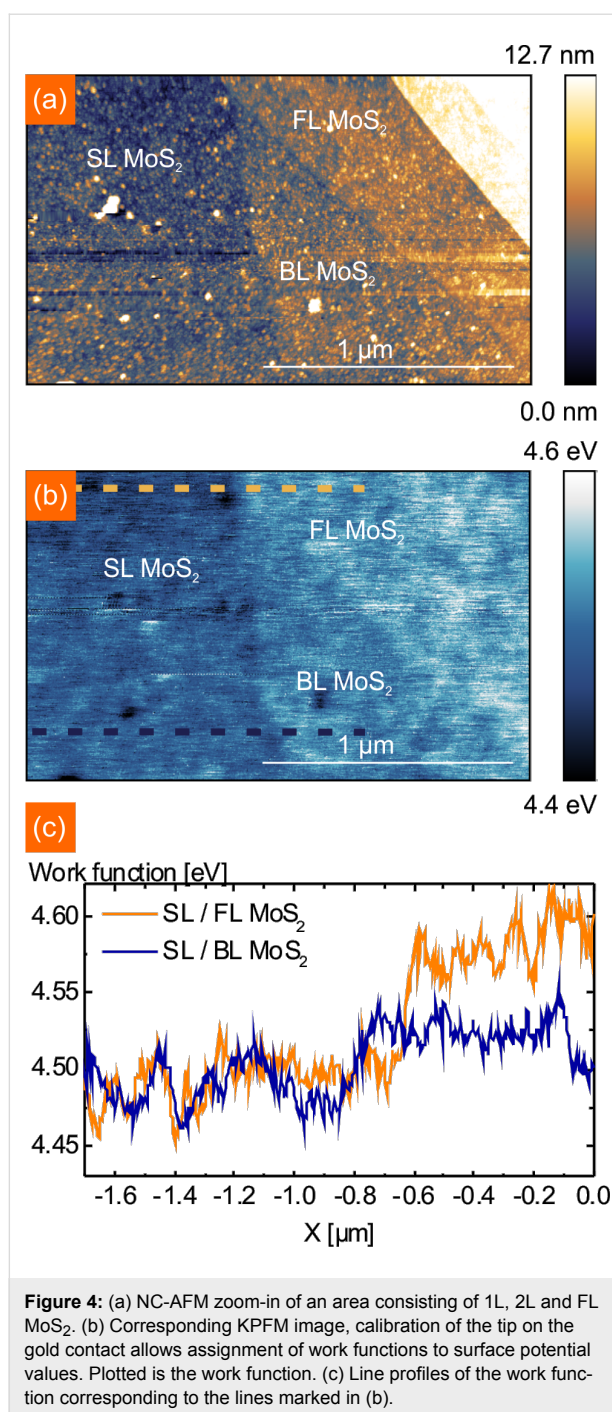 12.7 nm
(a)
FL MoS₂
SL MoS₂
BL MoS₂
1 µm
0.0 nm
4.6 eV
(b)
FL MoS₂
SL MoS₂
BL MoS₂
1 µm
4.4 eV
(c)
Work function [eV]
4.60
SL / FL MoS₂
SL / BL MoS₂
4.55
4.50
4.45
-1.6 -1.4 -1.2 -1.0 -0.8 -0.6 -0.4 -0.2 0.0
X [µm]
Figure 4: (a) NC-AFM zoom-in of an area consisting of 1L, 2L and FL
MoS₂. (b) Corresponding KPFM image, calibration of the tip on the
gold contact allows assignment of work functions to surface potential
values. Plotted is the work function. (c) Line profiles of the work func-
tion corresponding to the lines marked in (b).